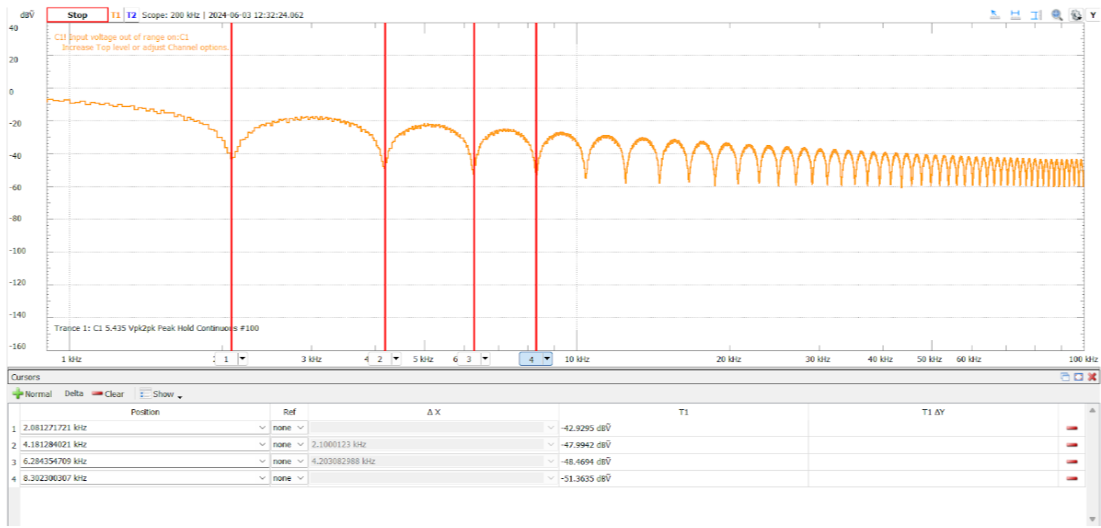 dBṼ Stop T1 T2 Scope: 200 kHz | 2024-06-03 12:32:24.062 Y
40
C1! Input voltage out of range on:C1
Increase Top level or adjust Channel options.
20
0
-20
-40
-60
-80
-100
-120
-140
Trance 1: C1 5.435 Vpk2pk Peak Hold Continuous #100
-160
1 kHz 1 3 kHz 4 2 5 kHz 6 3 4 10 kHz 20 kHz 30 kHz 40 kHz 50 kHz 60 kHz 100 kHz
Cursors
Normal Delta Clear Show
Position Ref Δ X T1 T1 ΔY
1 2.081271721 kHz none -42.9295 dBṼ
2 4.181284021 kHz none 2.1000123 kHz -47.9942 dBṼ
3 6.284354709 kHz none 4.203082988 kHz -48.4694 dBṼ
4 8.302300307 kHz none -51.3635 dBṼ